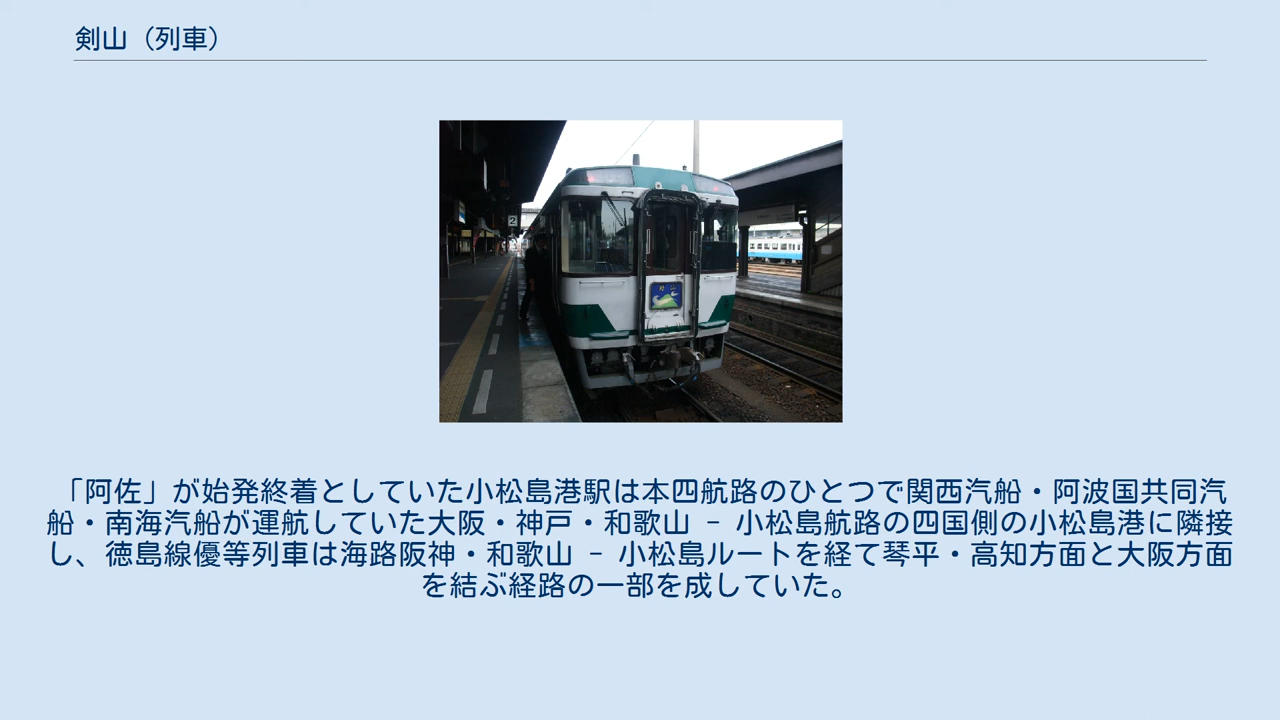 剣山（列車）
2
「阿佐」が始発終着としていた小松島港駅は本四航路のひとつで関西汽船・阿波国共同汽
船・南海汽船が運航していた大阪・神戸・和歌山 － 小松島航路の四国側の小松島港に隣接
し、徳島線優等列車は海路阪神・和歌山 － 小松島ルートを経て琴平・高知方面と大阪方面
を結ぶ経路の一部を成していた。